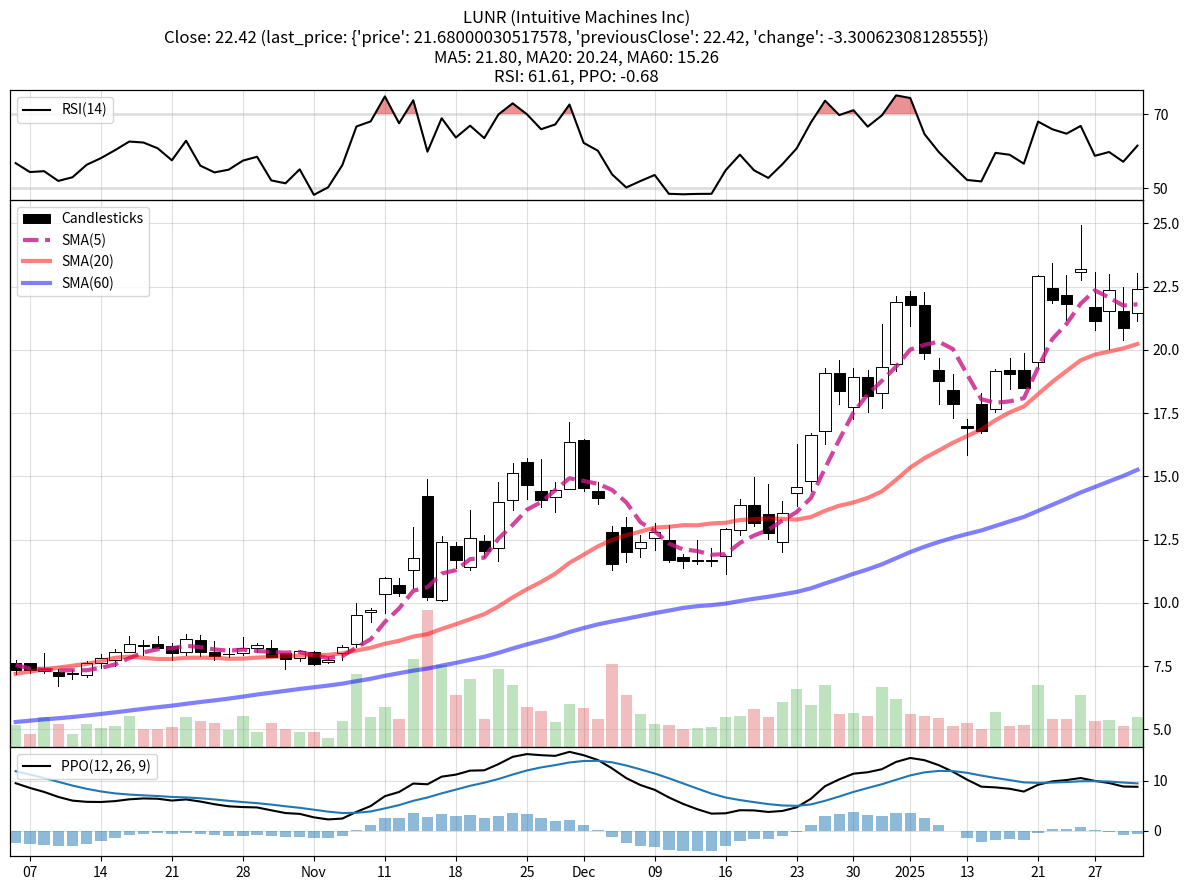 LUNR (Intuitive Machines Inc)
Close: 22.42 (last_price: {'price': 21.68000030517578, 'previousClose': 22.42, 'change': -3.30062308128555})
MA5: 21.80, MA20: 20.24, MA60: 15.26
RSI: 61.61, PPO: -0.68
RSI(14)
70
50
Candlesticks
SMA(5)
SMA(20)
SMA(60)
25.0
22.5
20.0
17.5
15.0
12.5
10.0
7.5
5.0
PPO(12, 26, 9)
10
0
07 14 21 28 Nov 11 18 25 Dec 09 16 23 30 2025 13 21 27